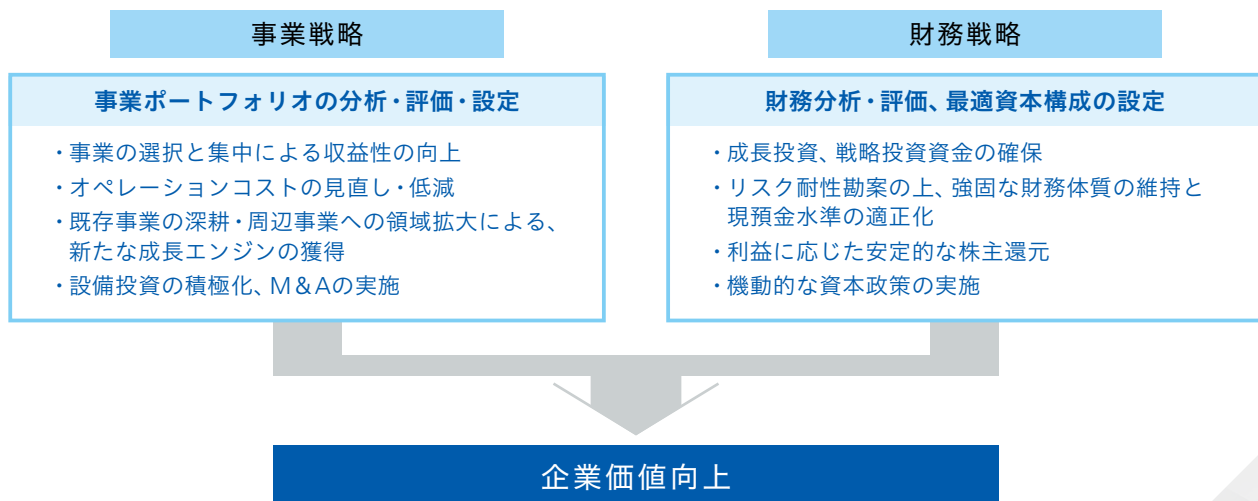 事業戦略
事業ポートフォリオの分析・評価・設定
・事業の選択と集中による収益性の向上
・オペレーションコストの見直し・低減
・既存事業の深耕・周辺事業への領域拡大による、
新たな成長エンジンの獲得
・設備投資の積極化、M&Aの実施
財務戦略
財務分析・評価、最適資本構成の設定
・成長投資、戦略投資資金の確保
・リスク耐性勘案の上、強固な財務体質の維持と
現預金水準の適正化
・利益に応じた安定的な株主還元
・機動的な資本政策の実施
企業価値向上